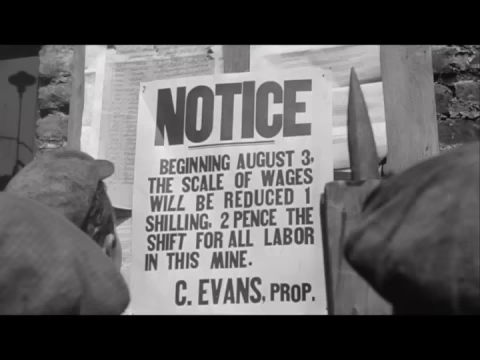 NOTICE
BEGINNING AUGUST 3,
THE SCALE OF WAGES
WILL BE REDUCED 1
SHILLING, 2 PENCE THE
SHIFT FOR ALL LABOR
IN THIS MINE.
C. EVANS, PROP.